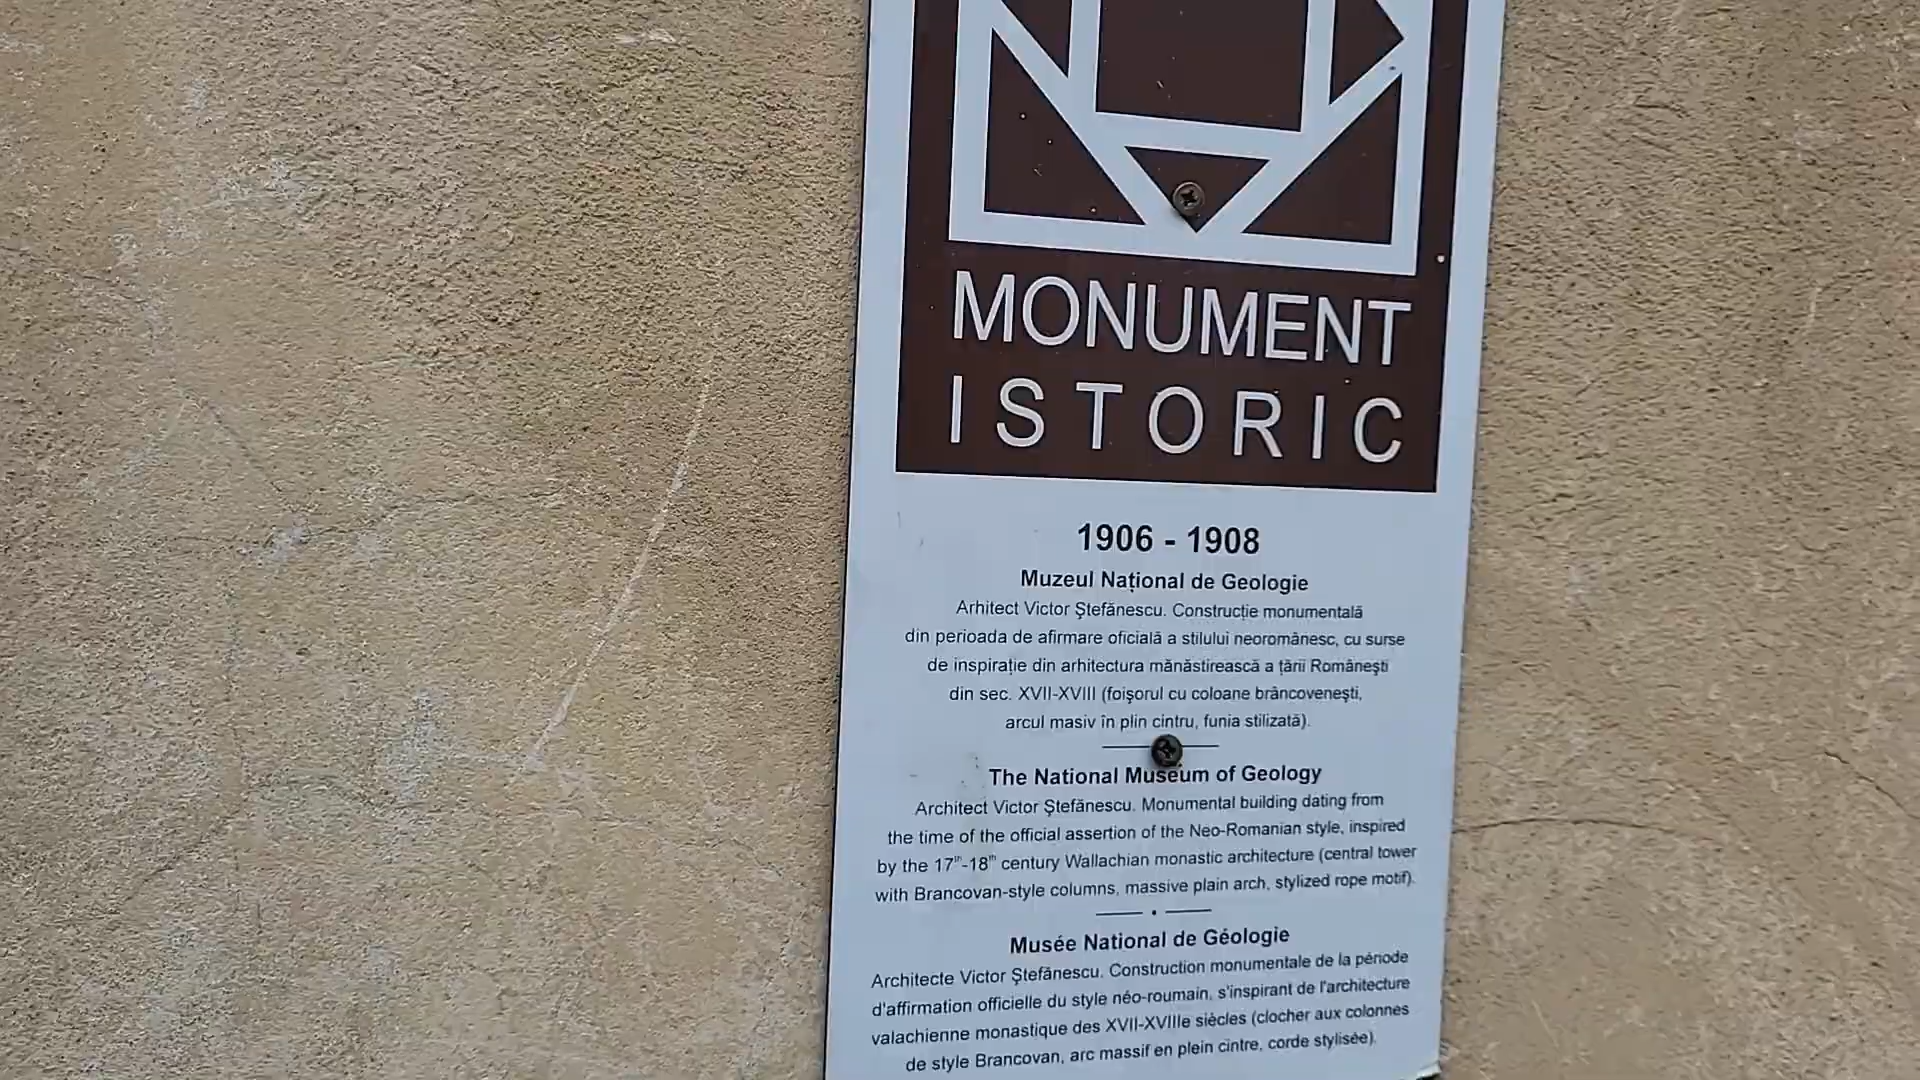 MONUMENT
ISTORIC
1906 - 1908
Muzeul Național de Geologie
Arhitect Victor Ştefănescu. Construcție monumentală
din perioada de afirmare oficială a stilului neoromânesc, cu surse
de inspirație din arhitectura mănăstirească a țării Româneşti
din sec. XVII-XVIII (foişorul cu coloane brâncoveneşti,
arcul masiv în plin cintru, funia stilizată).
The National Museum of Geology
Architect Victor Ştefănescu. Monumental building dating from
the time of the official assertion of the Neo-Romanian style, inspired
by the 17th-18th century Wallachian monastic architecture (central tower
with Brancovan-style columns, massive plain arch, stylized rope motif).
Musée National de Géologie
Architecte Victor Ştefănescu. Construction monumentale de la période
d'affirmation officielle du style néo-roumain, s'inspirant de l'architecture
valachienne monastique des XVII-XVIIIe siècles (clocher aux colonnes
de style Brancovan, arc massif en plein cintre, corde stylisée).